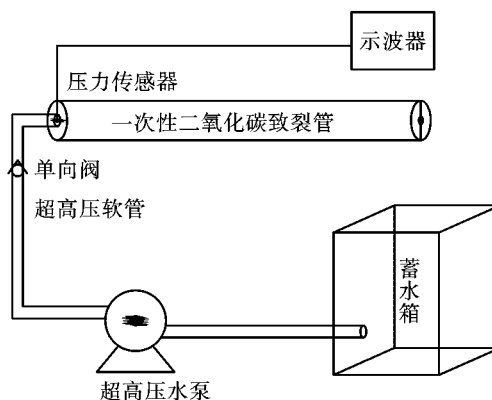 示波器
压力传感器
一次性二氧化碳致裂管
单向阀
超高压软管
蓄水箱
超高压水泵